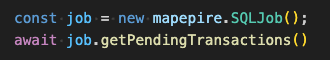 const job = new mapepire.SQLJob();
await job.getPendingTransactions()